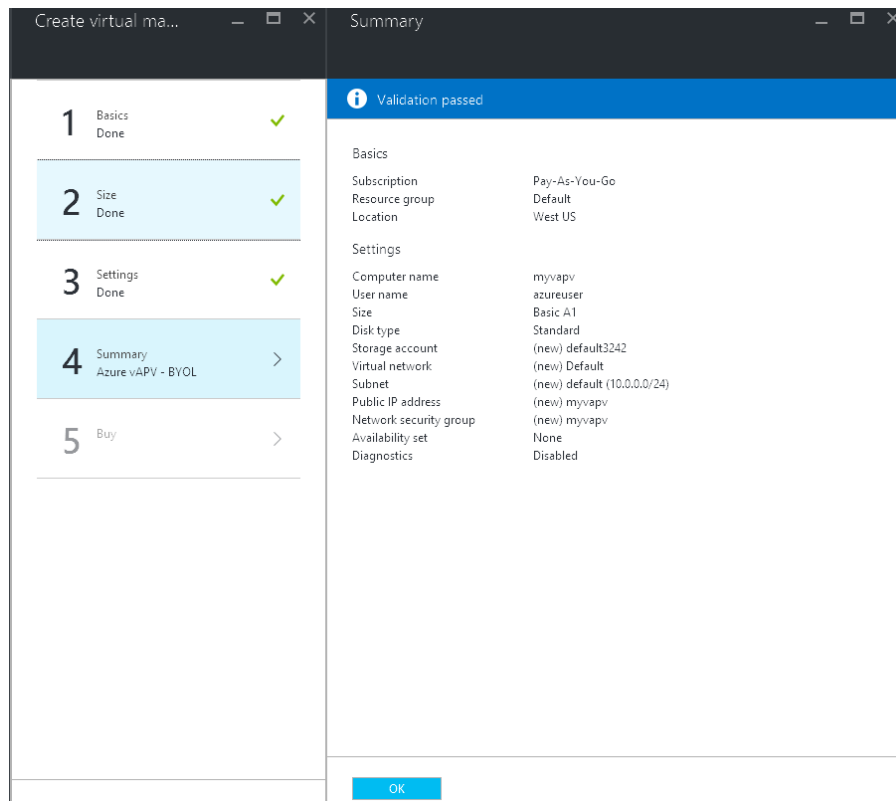 Create virtual ma...
Summary
1
Basics
Done
2
Size
Done
3
Settings
Done
4
Summary
Azure vAPV - BYOL
5
Buy
Validation passed
Basics
Subscription Pay-As-You-Go
Resource group Default
Location West US
Settings
Computer name myvapv
User name azureuser
Size Basic A1
Disk type Standard
Storage account (new) default3242
Virtual network (new) Default
Subnet (new) default (10.0.0.0/24)
Public IP address (new) myvapv
Network security group (new) myvapv
Availability set None
Diagnostics Disabled
OK